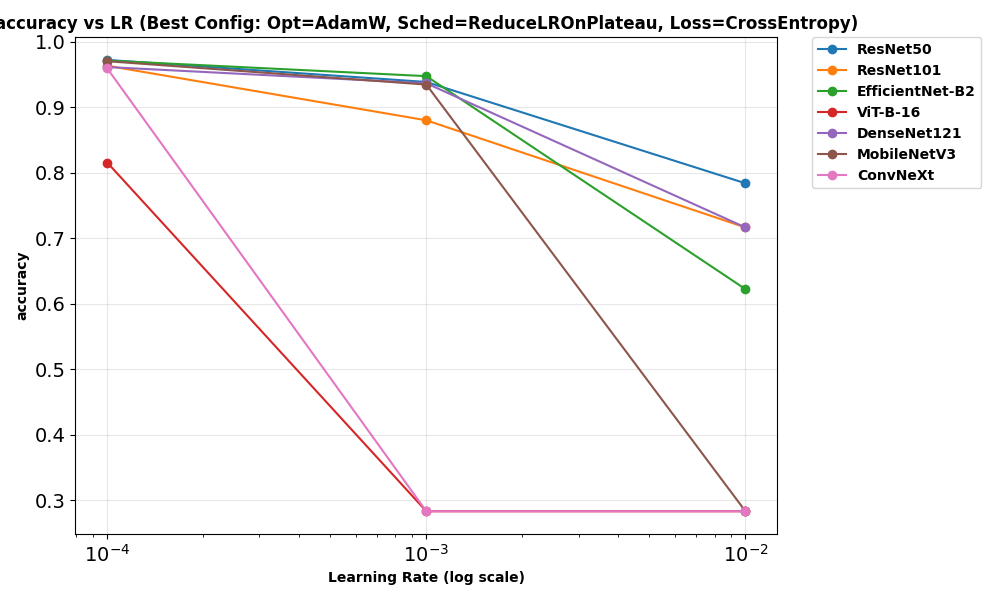 accuracy vs LR (Best Config: Opt=AdamW, Sched=ReduceLROnPlateau, Loss=CrossEntropy)
1.0
0.9
0.8
0.7
0.6
0.5
0.4
0.3
accuracy
10⁻⁴
10⁻³
10⁻²
Learning Rate (log scale)
ResNet50
ResNet101
EfficientNet-B2
ViT-B-16
DenseNet121
MobileNetV3
ConvNeXt